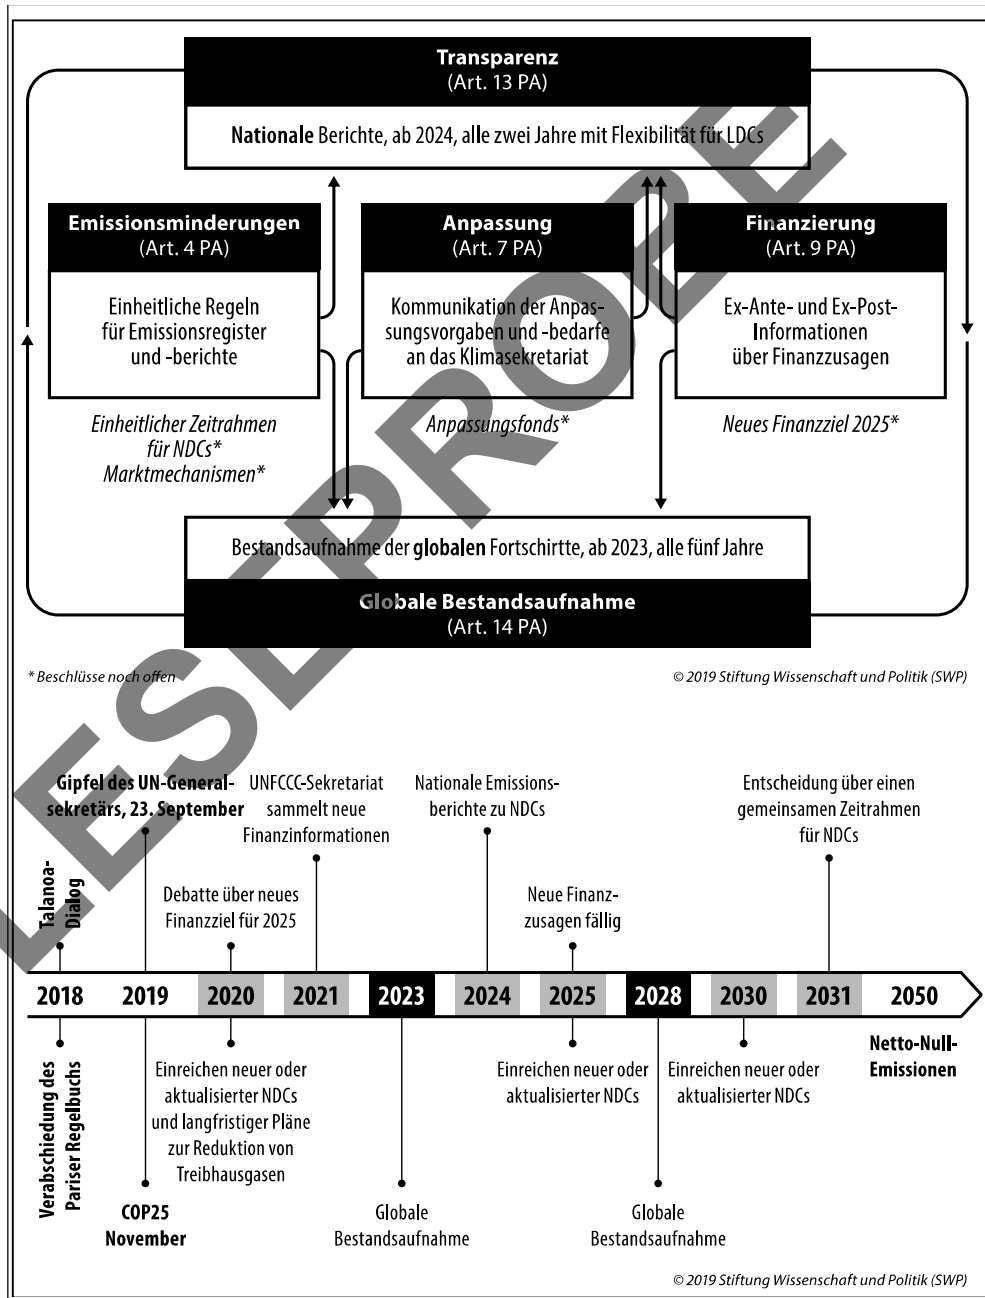 Transparenz
(Art. 13 PA)
Nationale Berichte, ab 2024, alle zwei Jahre mit Flexibilität für LDCs
Emissionsminderungen
(Art. 4 PA)
Einheitliche Regeln
für Emissionsregister
und -berichte
Einheitlicher Zeitrahmen
für NDCs*
Marktmechanismen*
Anpassung
(Art. 7 PA)
Kommunikation der Anpas-
sungsvorgaben und -bedarfe
an das Klimasekretariat
Anpassungsfonds*
Finanzierung
(Art. 9 PA)
Ex-Ante- und Ex-Post-
Informationen
über Finanzzusagen
Neues Finanzziel 2025*
Bestandsaufnahme der globalen Fortschirtte, ab 2023, alle fünf Jahre
Globale Bestandsaufnahme
(Art. 14 PA)
* Beschlüsse noch offen
© 2019 Stiftung Wissenschaft und Politik (SWP)
LESEPROBE
Talanoa-
Dialog
Gipfel des UN-General-
sekretärs, 23. September
Debatte über neues
Finanzziel für 2025
UNFCCC-Sekretariat
sammelt neue
Finanzinformationen
Nationale Emissions-
berichte zu NDCs
Neue Finanz-
zusagen fällig
Entscheidung über einen
gemeinsamen Zeitrahmen
für NDCs
2018 2019 2020 2021 2023 2024 2025 2028 2030 2031 2050
Verabschiedung des
Pariser Regelbuchs
COP25
November
Einreichen neuer oder
aktualisierter NDCs
und langfristiger Pläne
zur Reduktion von
Treibhausgasen
Globale
Bestandsaufnahme
Einreichen neuer oder
aktualisierter NDCs
Globale
Bestandsaufnahme
Einreichen neuer oder
aktualisierter NDCs
Netto-Null-
Emissionen
© 2019 Stiftung Wissenschaft und Politik (SWP)